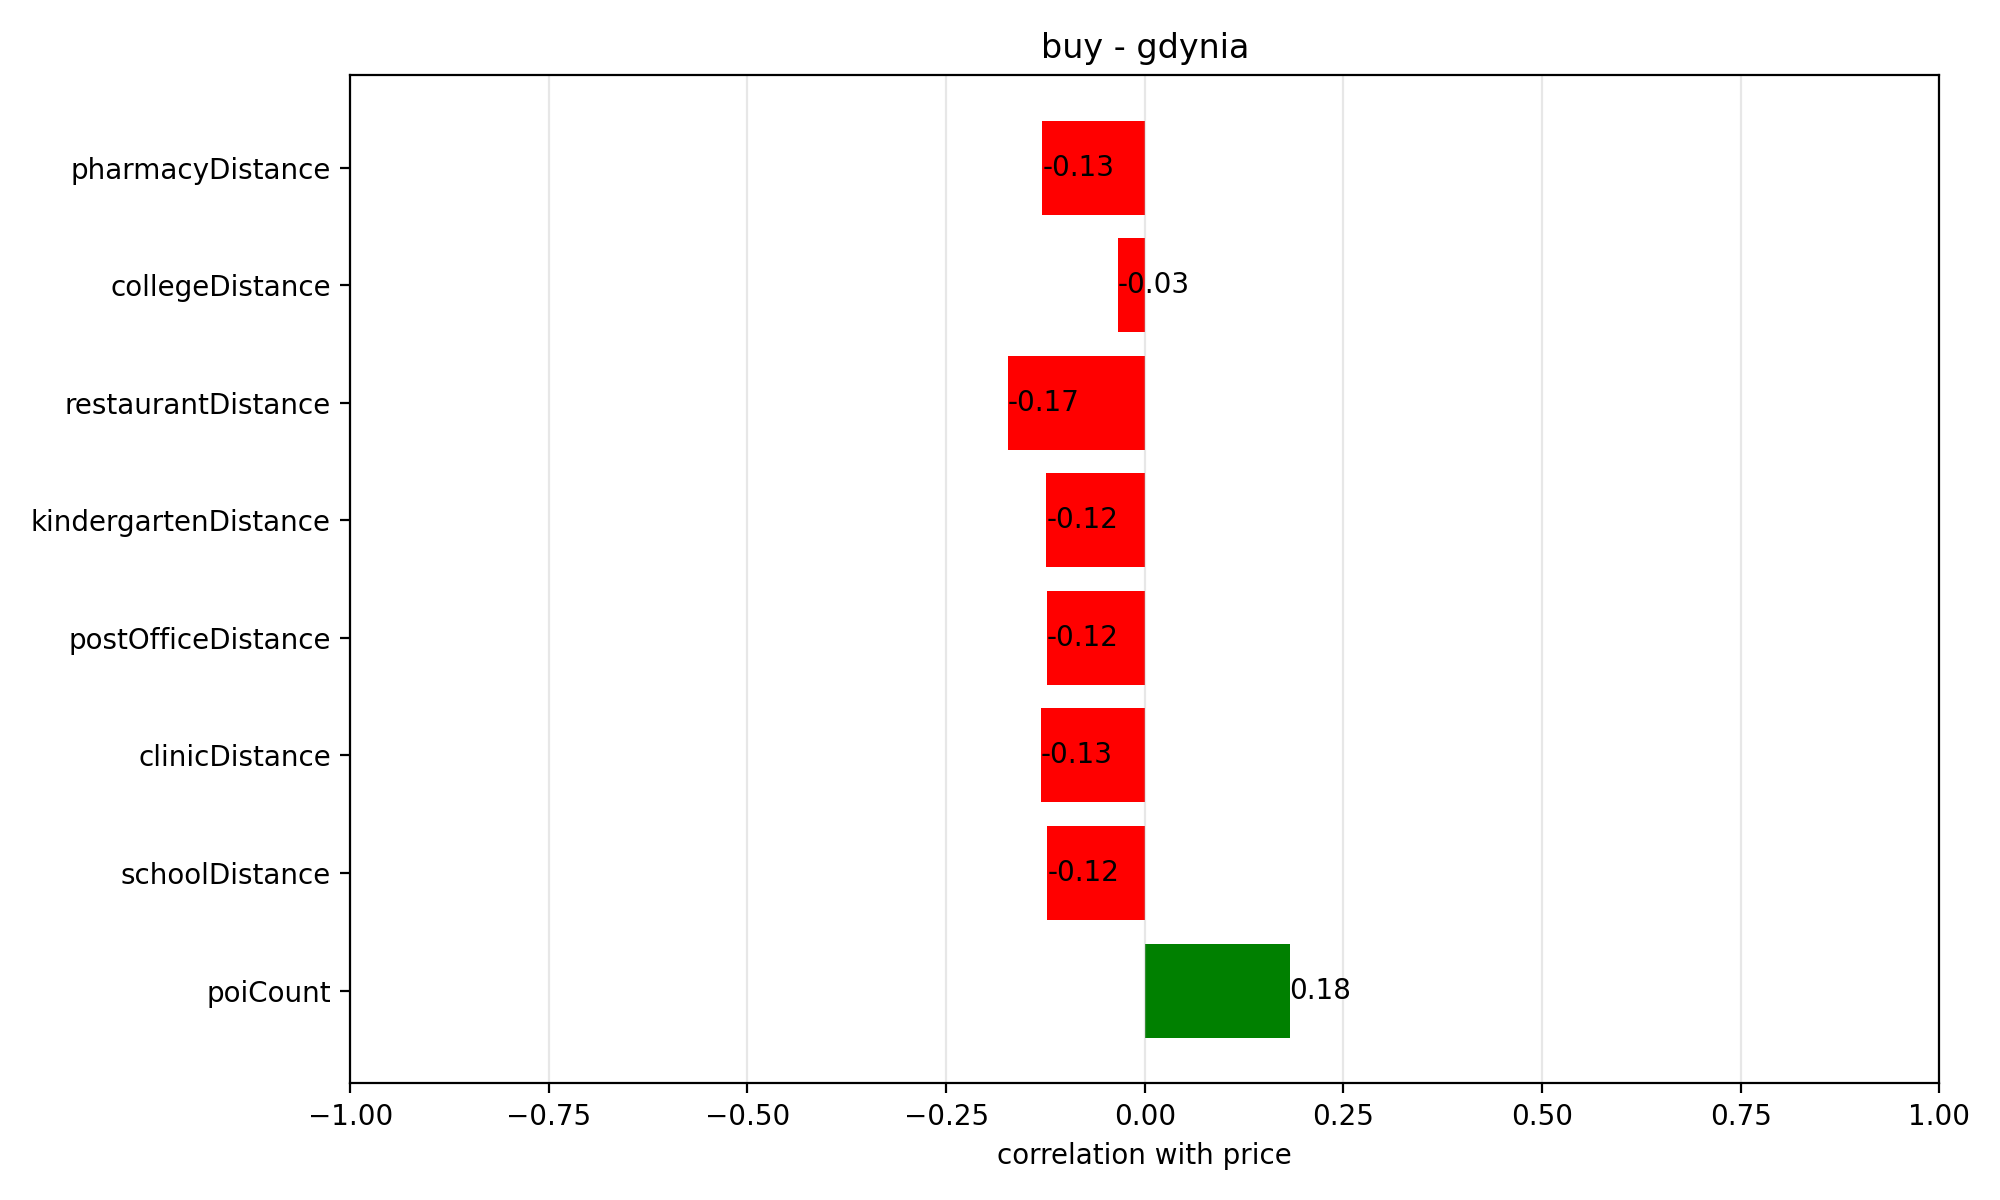 buy - gdynia
pharmacyDistance
-0.13
collegeDistance
-0.03
restaurantDistance
-0.17
kindergartenDistance
-0.12
postOfficeDistance
-0.12
clinicDistance
-0.13
schoolDistance
-0.12
poiCount
0.18
−1.00 −0.75 −0.50 −0.25 0.00 0.25 0.50 0.75 1.00
correlation with price